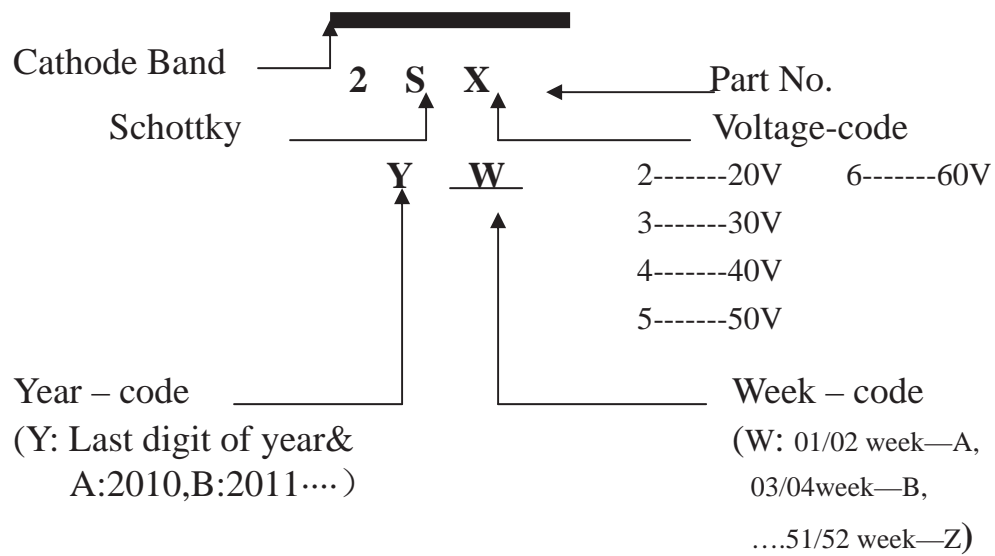 Cathode Band
2 S X
Part No.
Schottky
Voltage-code
Y W
2-------20V 6-------60V
3-------30V
4-------40V
5-------50V
Year – code
(Y: Last digit of year&
A:2010,B:2011····）
Week – code
(W: 01/02 week—A,
03/04week—B,
….51/52 week—Z)